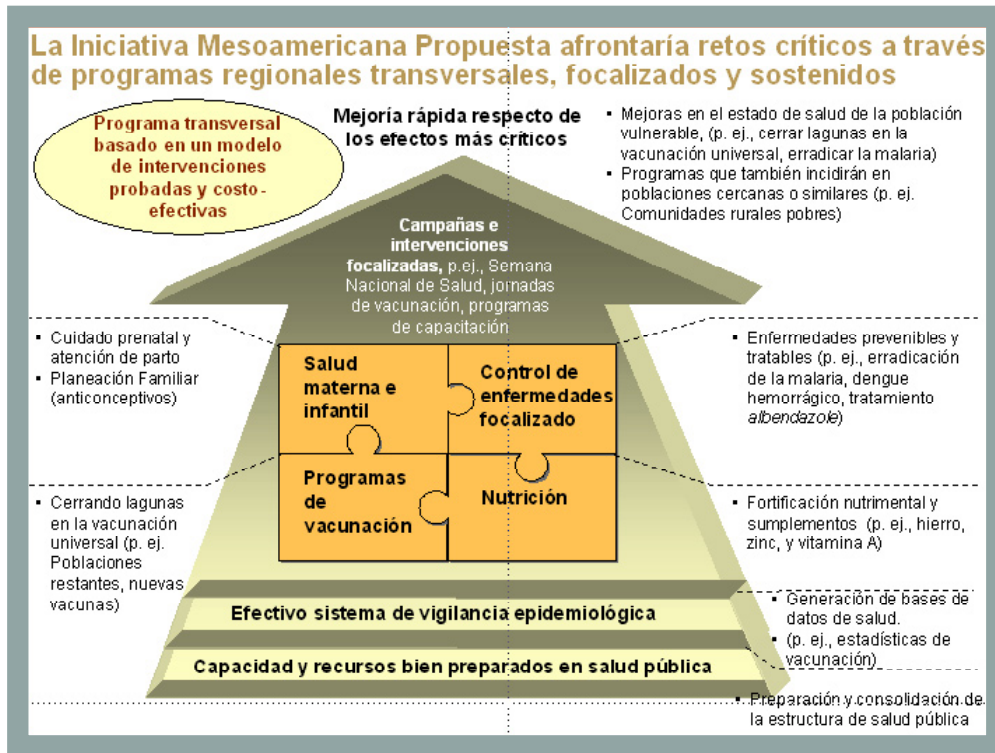 La Iniciativa Mesoamericana Propuesta afrontaría retos críticos a través
de programas regionales transversales, focalizados y sostenidos
Programa transversal
basado en un modelo
de intervenciones
probadas y costo-
efectivas
Mejoría rápida respecto de
los efectos más críticos
▪ Mejoras en el estado de salud de la población
vulnerable, (p. ej., cerrar lagunas en la
vacunación universal, erradicar la malaria)
▪ Programas que también incidirán en
poblaciones cercanas o similares (p. ej.
Comunidades rurales pobres)
Campañas e
intervenciones
focalizadas, p.ej., Semana
Nacional de Salud, jornadas
de vacunación, programas
de capacitación
▪ Cuidado prenatal y
atención de parto
▪ Planeación Familiar
(anticonceptivos)
Salud
materna e
infantil
Control de
enfermedades
focalizado
▪ Enfermedades prevenibles y
tratables (p. ej., erradicación
de la malaria, dengue
hemorrágico, tratamiento
albendazole)
▪ Cerrando lagunas
en la vacunación
universal (p. ej.
Poblaciones
restantes, nuevas
vacunas)
Programas
de
vacunación
Nutrición
▪ Fortificación nutrimental y
sumplementos (p. ej., hierro,
zinc, y vitamina A)
Efectivo sistema de vigilancia epidemiológica
▪ Generación de bases de
datos de salud.
▪ (p. ej., estadísticas de
vacunación)
Capacidad y recursos bien preparados en salud pública
▪ Preparación y consolidación de
la estructura de salud pública